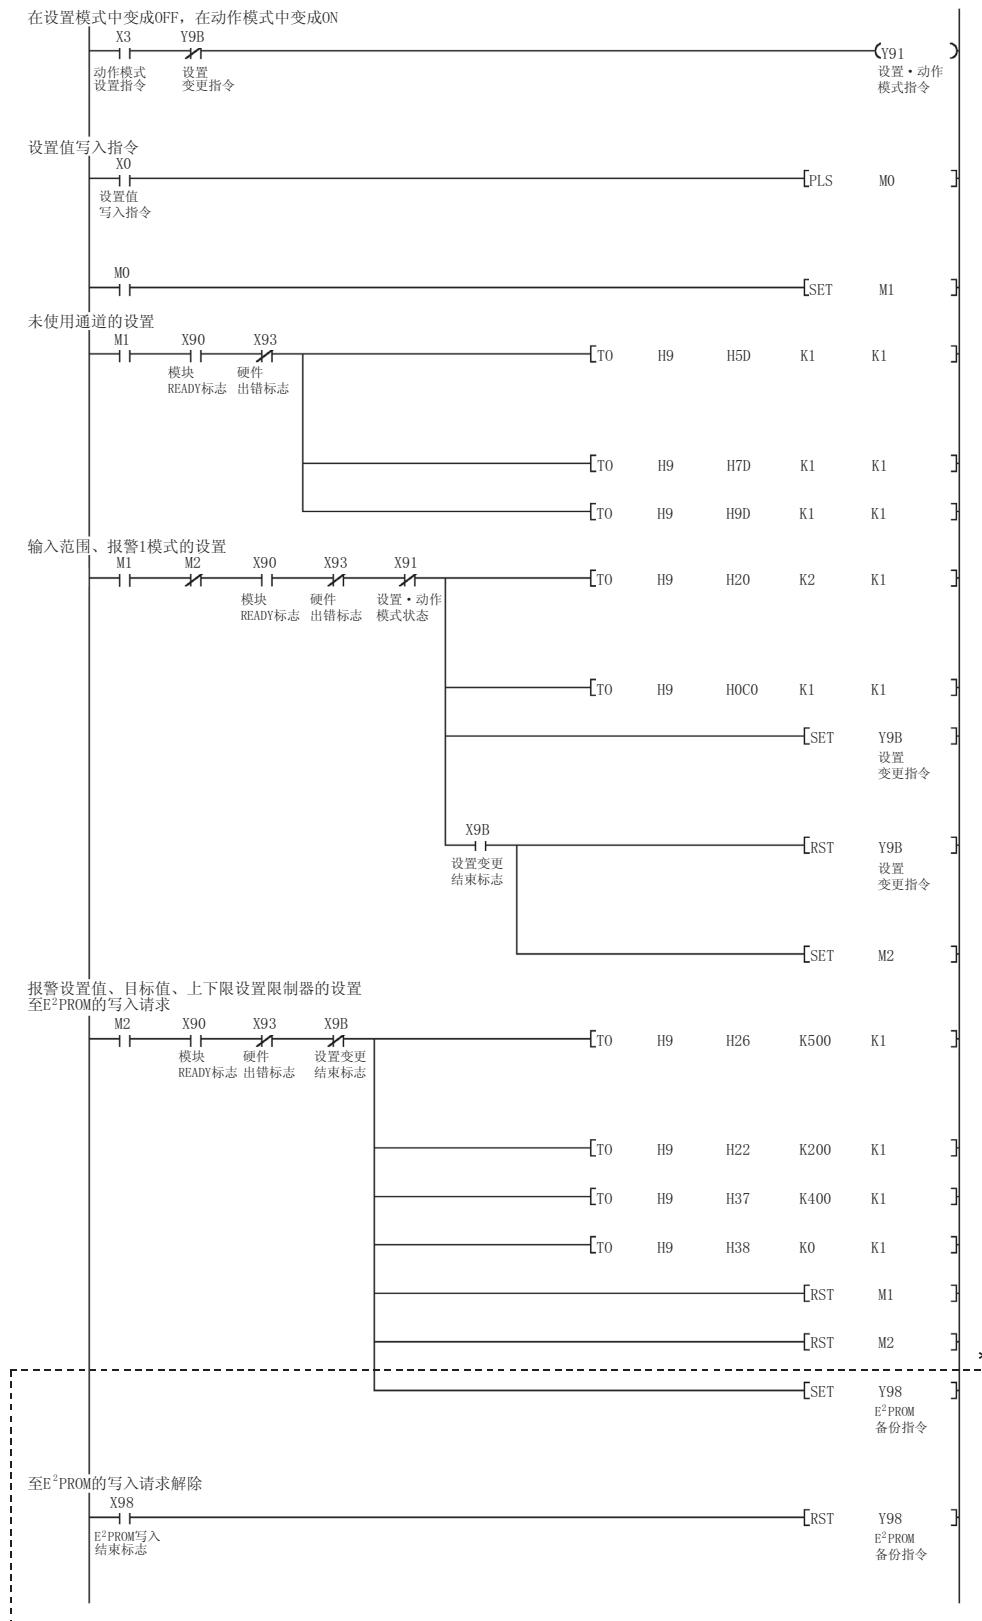 在设置模式中变成OFF，在动作模式中变成ON
X3 Y9B
Y91
动作模式 设置 设置・动作
设置指令 变更指令 模式指令
设置值写入指令
X0
PLS M0
设置值
写入指令
M0
SET M1
未使用通道的设置
M1 X90 X93
TO H9 H5D K1 K1
模块 硬件
READY标志 出错标志
TO H9 H7D K1 K1
TO H9 H9D K1 K1
输入范围、报警1模式的设置
M1 M2 X90 X93 X91
TO H9 H20 K2 K1
模块 硬件 设置・动作
READY标志 出错标志 模式状态
TO H9 H0C0 K1 K1
SET Y9B
设置
变更指令
X9B
RST Y9B
设置变更 设置
结束标志 变更指令
SET M2
报警设置值、目标值、上下限设置限制器的设置
至E²PROM的写入请求
M2 X90 X93 X9B
TO H9 H26 K500 K1
模块 硬件 设置变更
READY标志 出错标志 结束标志
TO H9 H22 K200 K1
TO H9 H37 K400 K1
TO H9 H38 K0 K1
RST M1
RST M2
SET Y98
E²PROM
备份指令
至E²PROM的写入请求解除
X98
RST Y98
E²PROM写入 E²PROM
结束标志 备份指令